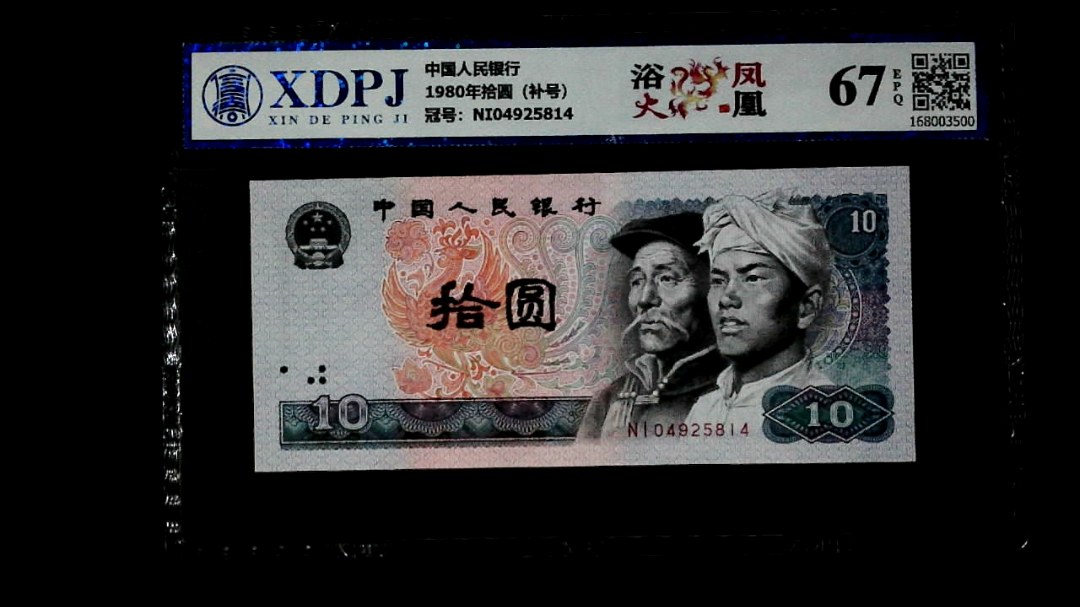 XDPJ
XIN DE PING JI
中国人民银行
1980年拾圆（补号）
冠号：NI04925814
浴火
凤凰
67
EPQ
168003500
中国人民银行
10
拾圆
10
NI04925814
10